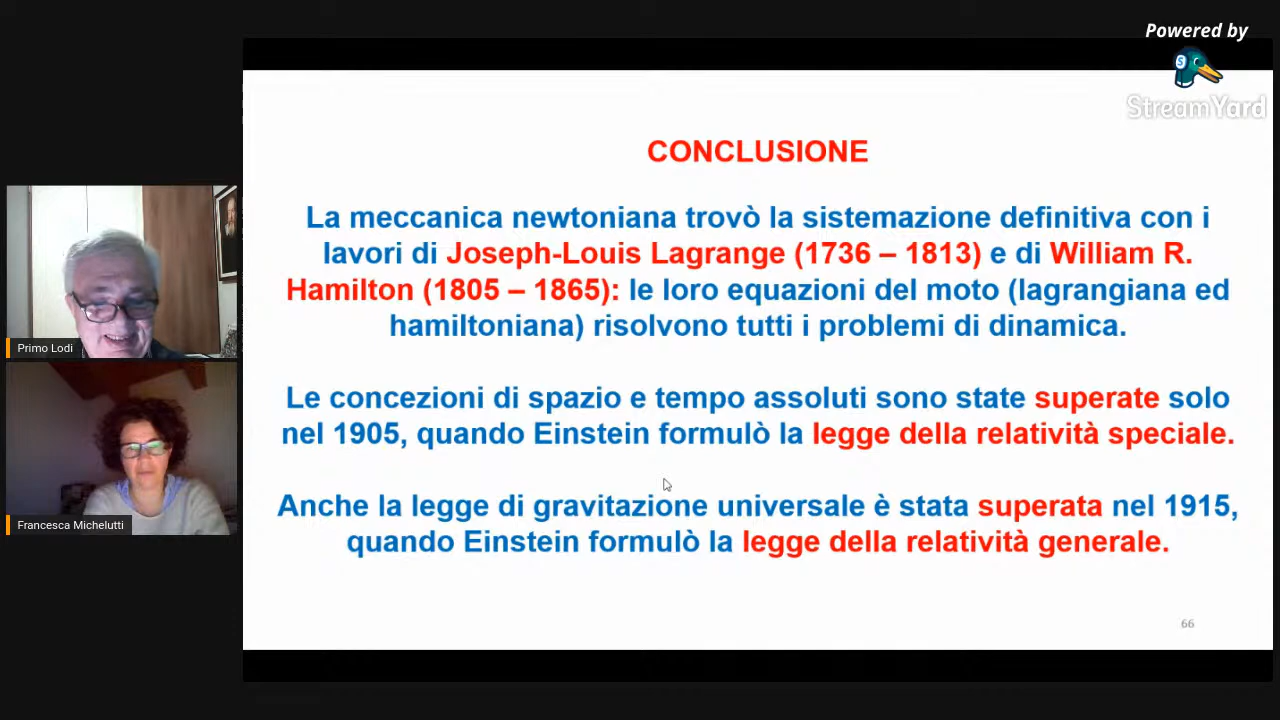 Powered by
StreamYard
CONCLUSIONE
La meccanica newtoniana trovò la sistemazione definitiva con i
lavori di Joseph-Louis Lagrange (1736 – 1813) e di William R.
Hamilton (1805 – 1865): le loro equazioni del moto (lagrangiana ed
hamiltoniana) risolvono tutti i problemi di dinamica.
Le concezioni di spazio e tempo assoluti sono state superate solo
nel 1905, quando Einstein formulò la legge della relatività speciale.
Anche la legge di gravitazione universale è stata superata nel 1915,
quando Einstein formulò la legge della relatività generale.
66
Primo Lodi
Francesca Michelutti